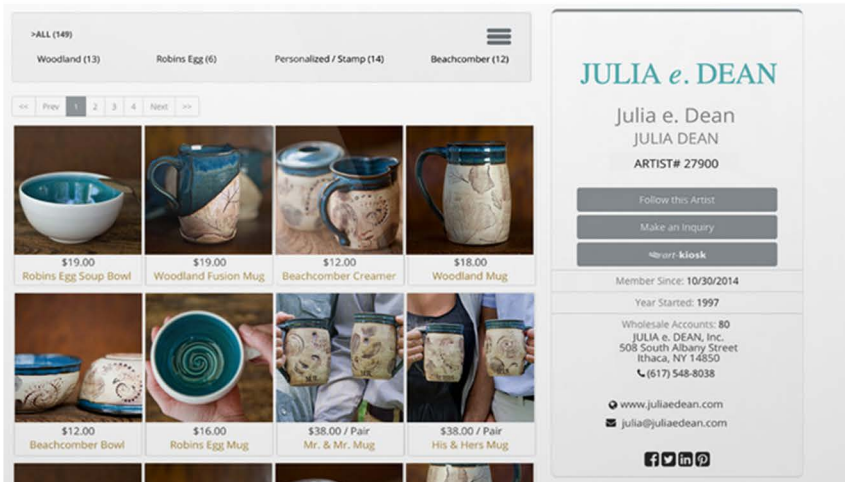 >ALL (149)
Woodland (13) Robins Egg (6) Personalized / Stamp (14) Beachcomber (12)
<< Prev 1 2 3 4 Next >>
$19.00 $19.00 $12.00 $18.00
Robins Egg Soup Bowl Woodland Fusion Mug Beachcomber Creamer Woodland Mug
$12.00 $16.00 $38.00 / Pair $38.00 / Pair
Beachcomber Bowl Robins Egg Mug Mr. & Mr. Mug His & Hers Mug
JULIA e. DEAN
Julia e. Dean
JULIA DEAN
ARTIST# 27900
Follow this Artist
Make an Inquiry
art-kiosk
Member Since: 10/30/2014
Year Started: 1997
Wholesale Accounts: 80
JULIA e. DEAN, Inc.
508 South Albany Street
Ithaca, NY 14850
(617) 548-8038
www.juliaedean.com
julia@juliaedean.com